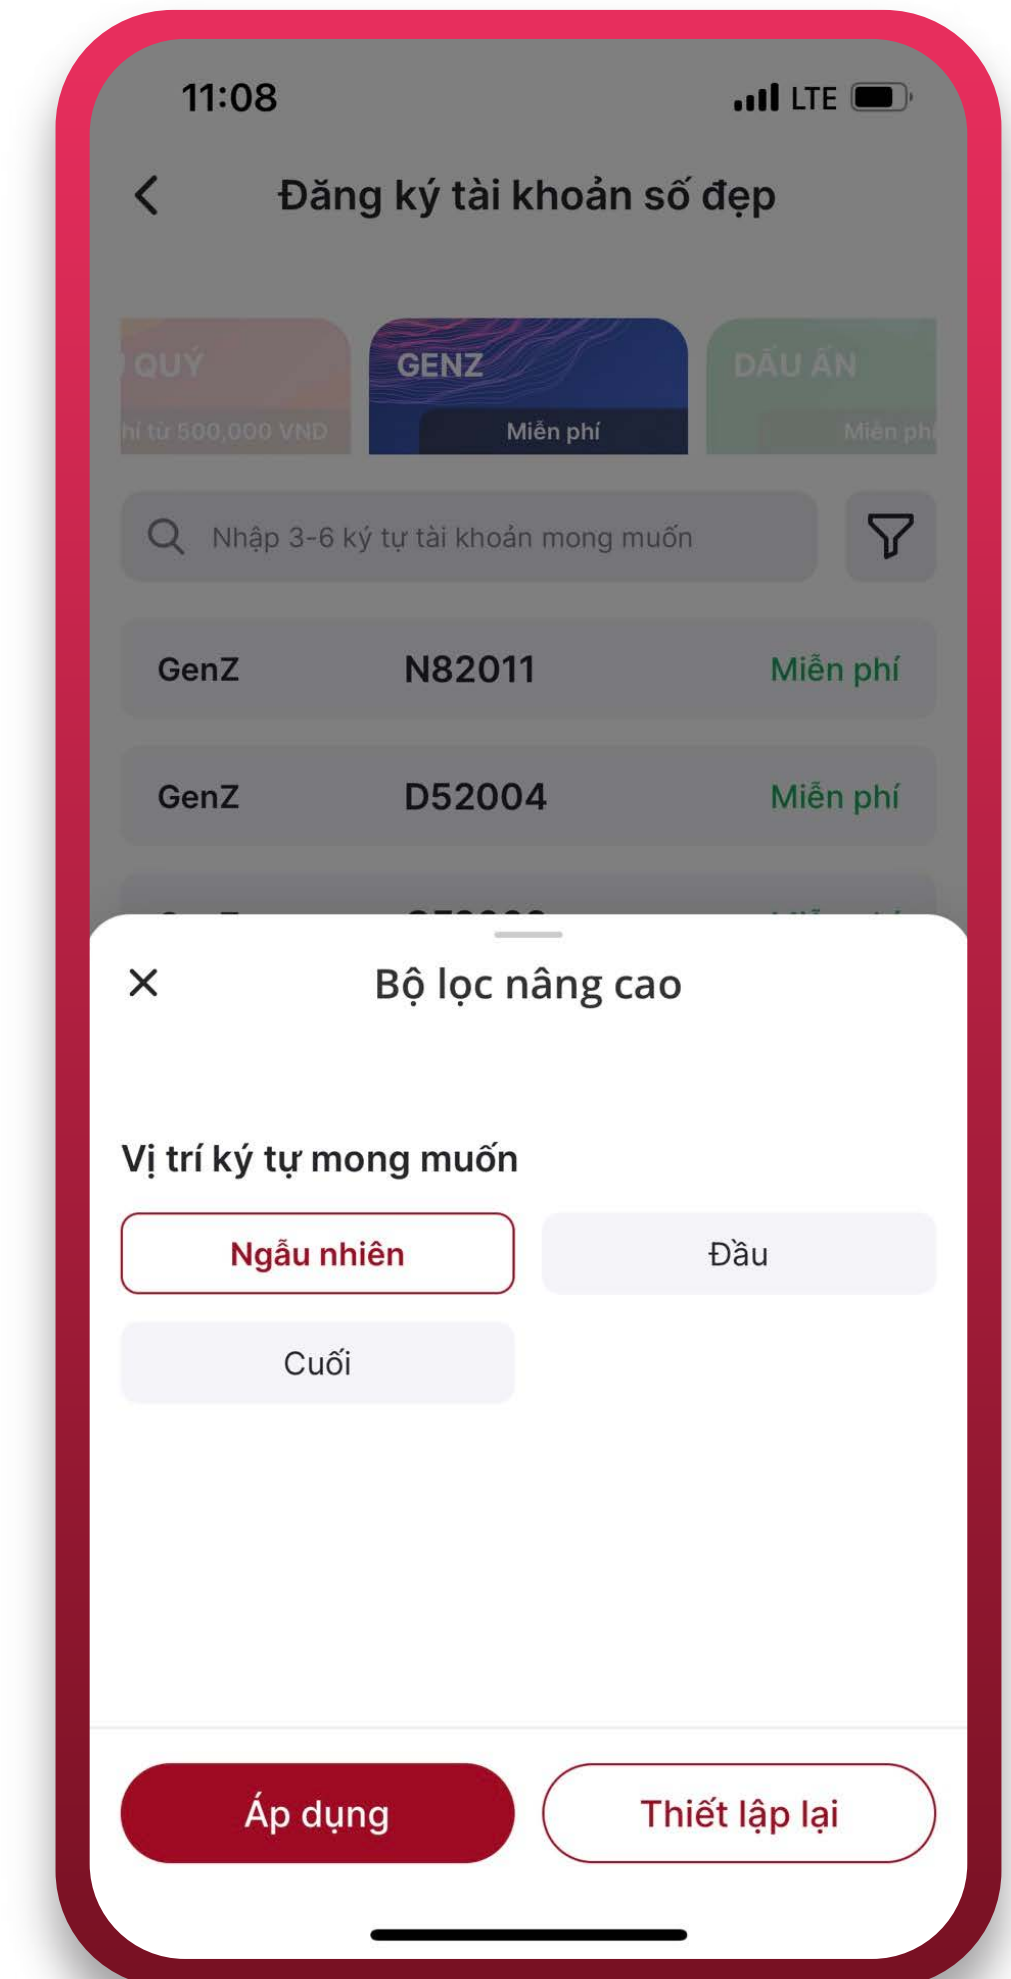 11:08 LTE
Đăng ký tài khoản số đẹp
QUÝ GENZ DẤU ẤN
hí từ 500,000 VND Miễn phí Miễn phí
Nhập 3-6 ký tự tài khoản mong muốn
GenZ N82011 Miễn phí
GenZ D52004 Miễn phí
Bộ lọc nâng cao
Vị trí ký tự mong muốn
Ngẫu nhiên Đầu
Cuối
Áp dụng Thiết lập lại